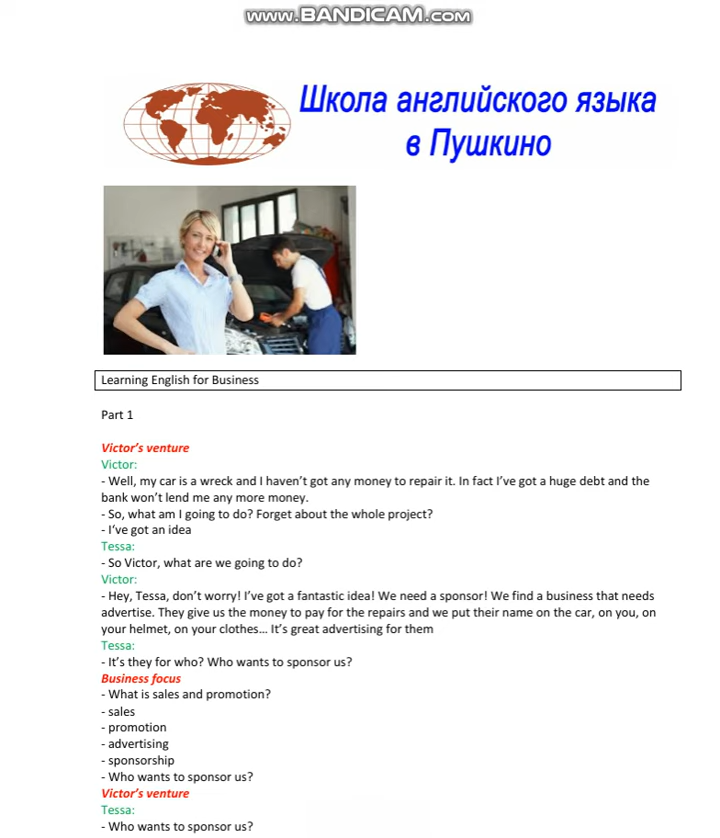 www.BANDICAM.com
Школа английского языка
в Пушкино
Learning English for Business
Part 1
Victor's venture
Victor:
- Well, my car is a wreck and I haven't got any money to repair it. In fact I've got a huge debt and the
bank won't lend me any more money.
- So, what am I going to do? Forget about the whole project?
- I've got an idea
Tessa:
- So Victor, what are we going to do?
Victor:
- Hey, Tessa, don't worry! I've got a fantastic idea! We need a sponsor! We find a business that needs
advertise. They give us the money to pay for the repairs and we put their name on the car, on you, on
your helmet, on your clothes... It's great advertising for them
Tessa:
- It's they for who? Who wants to sponsor us?
Business focus
- What is sales and promotion?
- sales
- promotion
- advertising
- sponsorship
- Who wants to sponsor us?
Victor's venture
Tessa:
- Who wants to sponsor us?